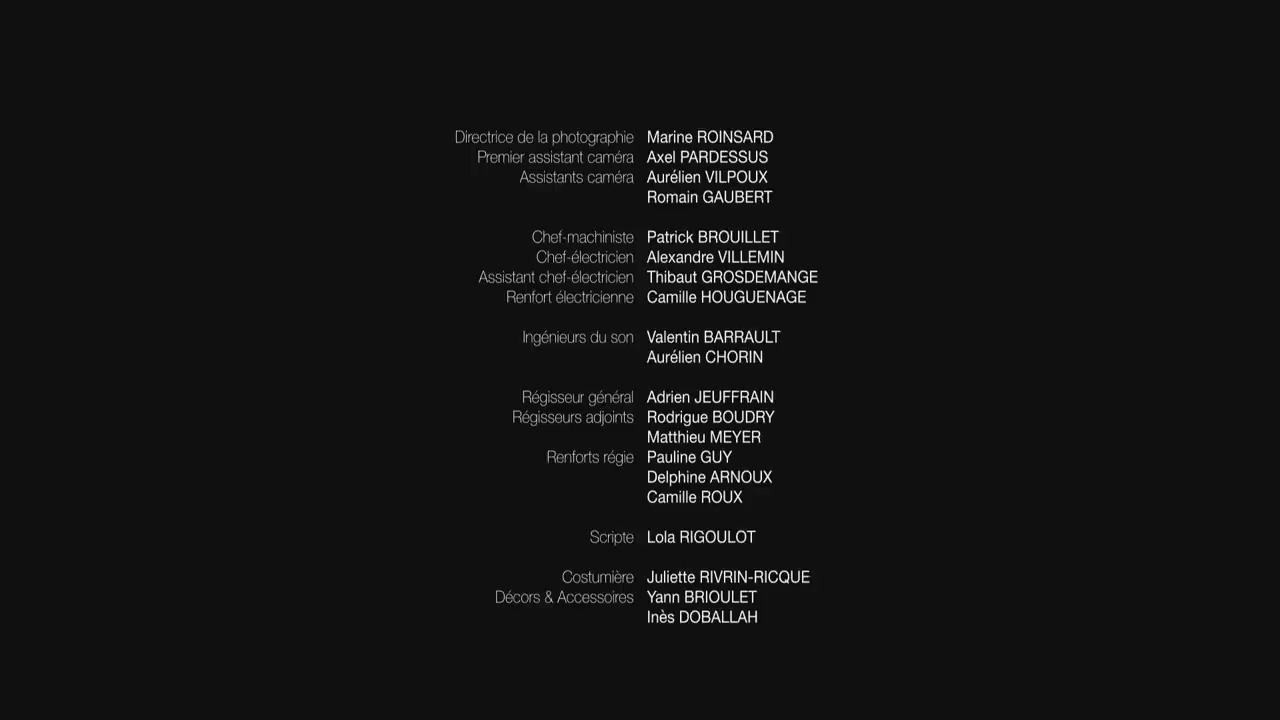 Directrice de la photographie Marine ROINSARD
Premier assistant caméra Axel PARDESSUS
Assistants caméra Aurélien VILPOUX
Romain GAUBERT
Chef-machiniste Patrick BROUILLET
Chef-électricien Alexandre VILLEMIN
Assistant chef-électricien Thibaut GROSDEMANGE
Renfort électricienne Camille HOUGUENAGE
Ingénieurs du son Valentin BARRAULT
Aurélien CHORIN
Régisseur général Adrien JEUFFRAIN
Régisseurs adjoints Rodrigue BOUDRY
Matthieu MEYER
Renforts régie Pauline GUY
Delphine ARNOUX
Camille ROUX
Scripte Lola RIGOULOT
Costumière Juliette RIVRIN-RICQUE
Décors & Accessoires Yann BRIOULET
Inès DOBALLAH